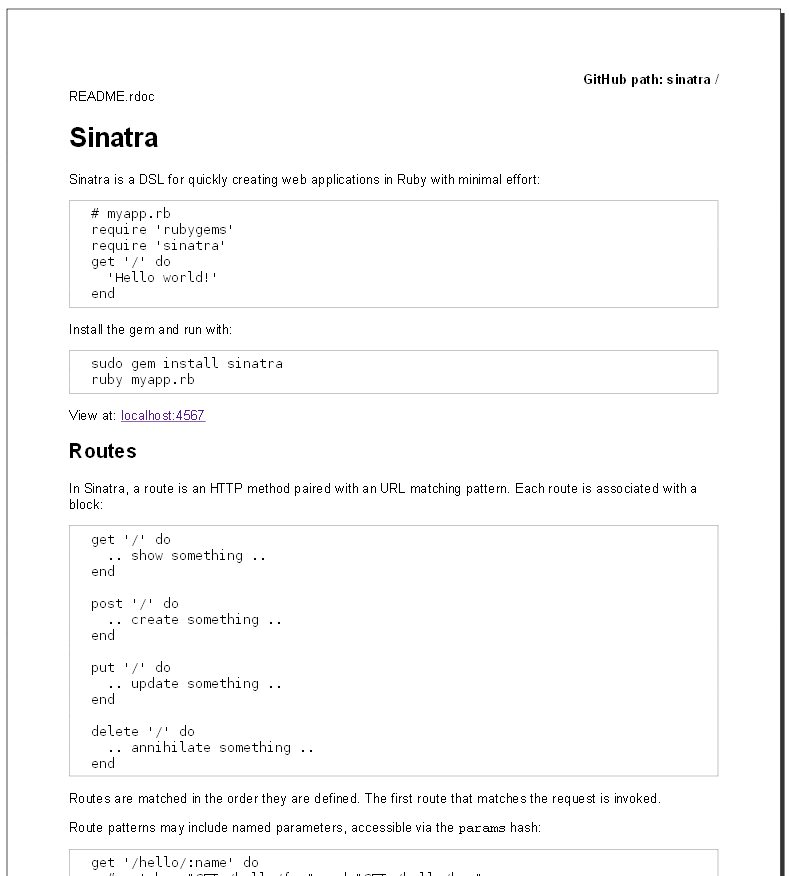 GitHub path: sinatra /
README.rdoc
Sinatra
Sinatra is a DSL for quickly creating web applications in Ruby with minimal effort:
# myapp.rb
require 'rubygems'
require 'sinatra'
get '/' do
  'Hello world!'
end
Install the gem and run with:
sudo gem install sinatra
ruby myapp.rb
View at: localhost:4567
Routes
In Sinatra, a route is an HTTP method paired with an URL matching pattern. Each route is associated with a
block:
get '/' do
  .. show something ..
end
post '/' do
  .. create something ..
end
put '/' do
  .. update something ..
end
delete '/' do
  .. annihilate something ..
end
Routes are matched in the order they are defined. The first route that matches the request is invoked.
Route patterns may include named parameters, accessible via the params hash:
get '/hello/:name' do